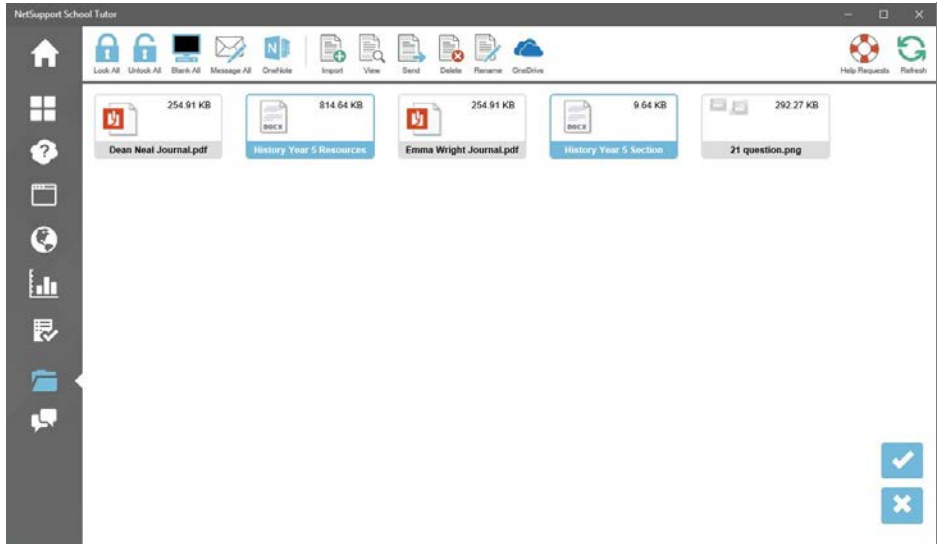 NetSupport School Tutor
Lock All Unlock All Blank All Message All OneNote Import View Send Delete Rename OneDrive Help Requests Refresh
254.91 KB 814.64 KB 254.91 KB 9.64 KB 292.27 KB
DOCX DOCX
Dean Neal Journal.pdf History Year 5 Resources Emma Wright Journal.pdf History Year 5 Section 21 question.png